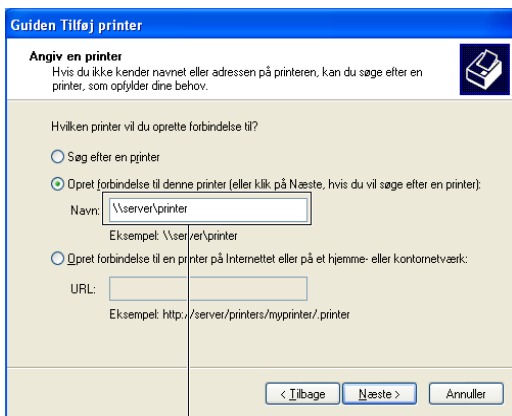 Guiden Tilføj printer
Angiv en printer
Hvis du ikke kender navnet eller adressen på printeren, kan du søge efter en
printer, som opfylder dine behov.
Hvilken printer vil du oprette forbindelse til?
Søg efter en printer
Opret forbindelse til denne printer (eller klik på Næste, hvis du vil søge efter en printer):
Navn: \\server\printer
Eksempel: \\server\printer
Opret forbindelse til en printer på Internettet eller på et hjemme- eller kontornetværk:
URL:
Eksempel: http://server/printers/myprinter/.printer
< Tilbage Næste > Annuller